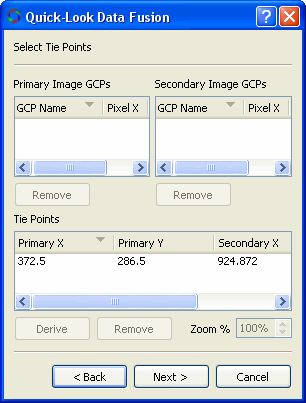 Quick-Look Data Fusion
Select Tie Points
Primary Image GCPs Secondary Image GCPs
GCP Name Pixel X GCP Name Pixel X
Remove Remove
Tie Points
Primary X Primary Y Secondary X
372.5 286.5 924.872
Derive Remove Zoom % 100%
< Back Next > Cancel